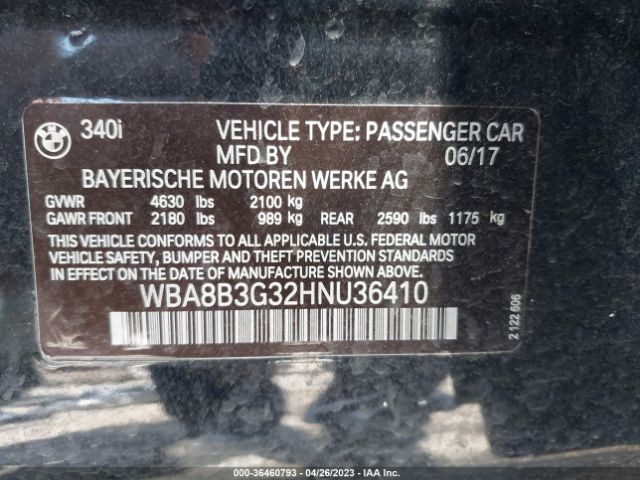 BMW
340i VEHICLE TYPE: PASSENGER CAR
MFD BY 06/17
BAYERISCHE MOTOREN WERKE AG
GVWR 4630 lbs 2100 kg
GAWR FRONT 2180 lbs 989 kg REAR 2590 lbs 1175 kg
THIS VEHICLE CONFORMS TO ALL APPLICABLE U.S. FEDERAL MOTOR
VEHICLE SAFETY, BUMPER AND THEFT PREVENTION STANDARDS
IN EFFECT ON THE DATE OF MANUFACTURE SHOWN ABOVE.
WBA8B3G32HNU36410
2 122 606
000-36460793 - 04/26/2023 - IAA Inc.